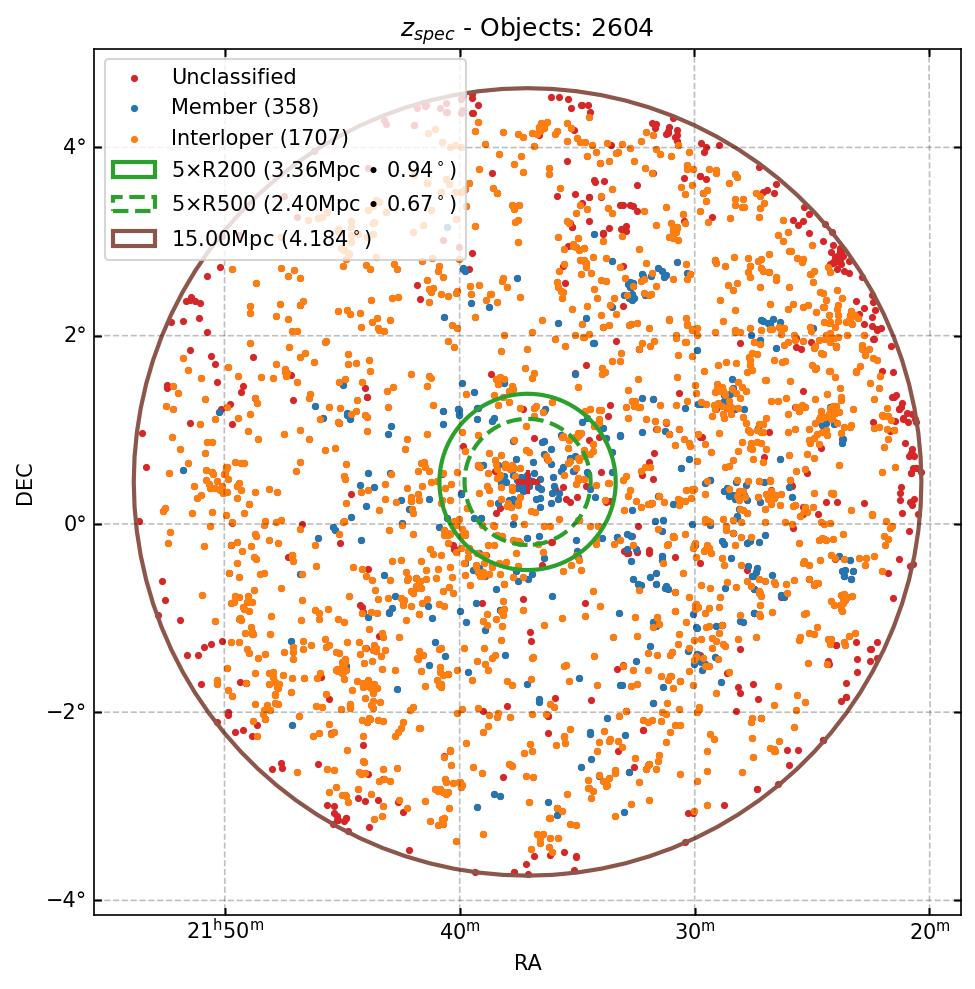 z_spec - Objects: 2604
Unclassified
Member (358)
Interloper (1707)
5×R200 (3.36Mpc • 0.94°)
5×R500 (2.40Mpc • 0.67°)
15.00Mpc (4.184°)
4°
2°
0°
−2°
−4°
DEC
21ʰ50ᵐ
40ᵐ
30ᵐ
20ᵐ
RA